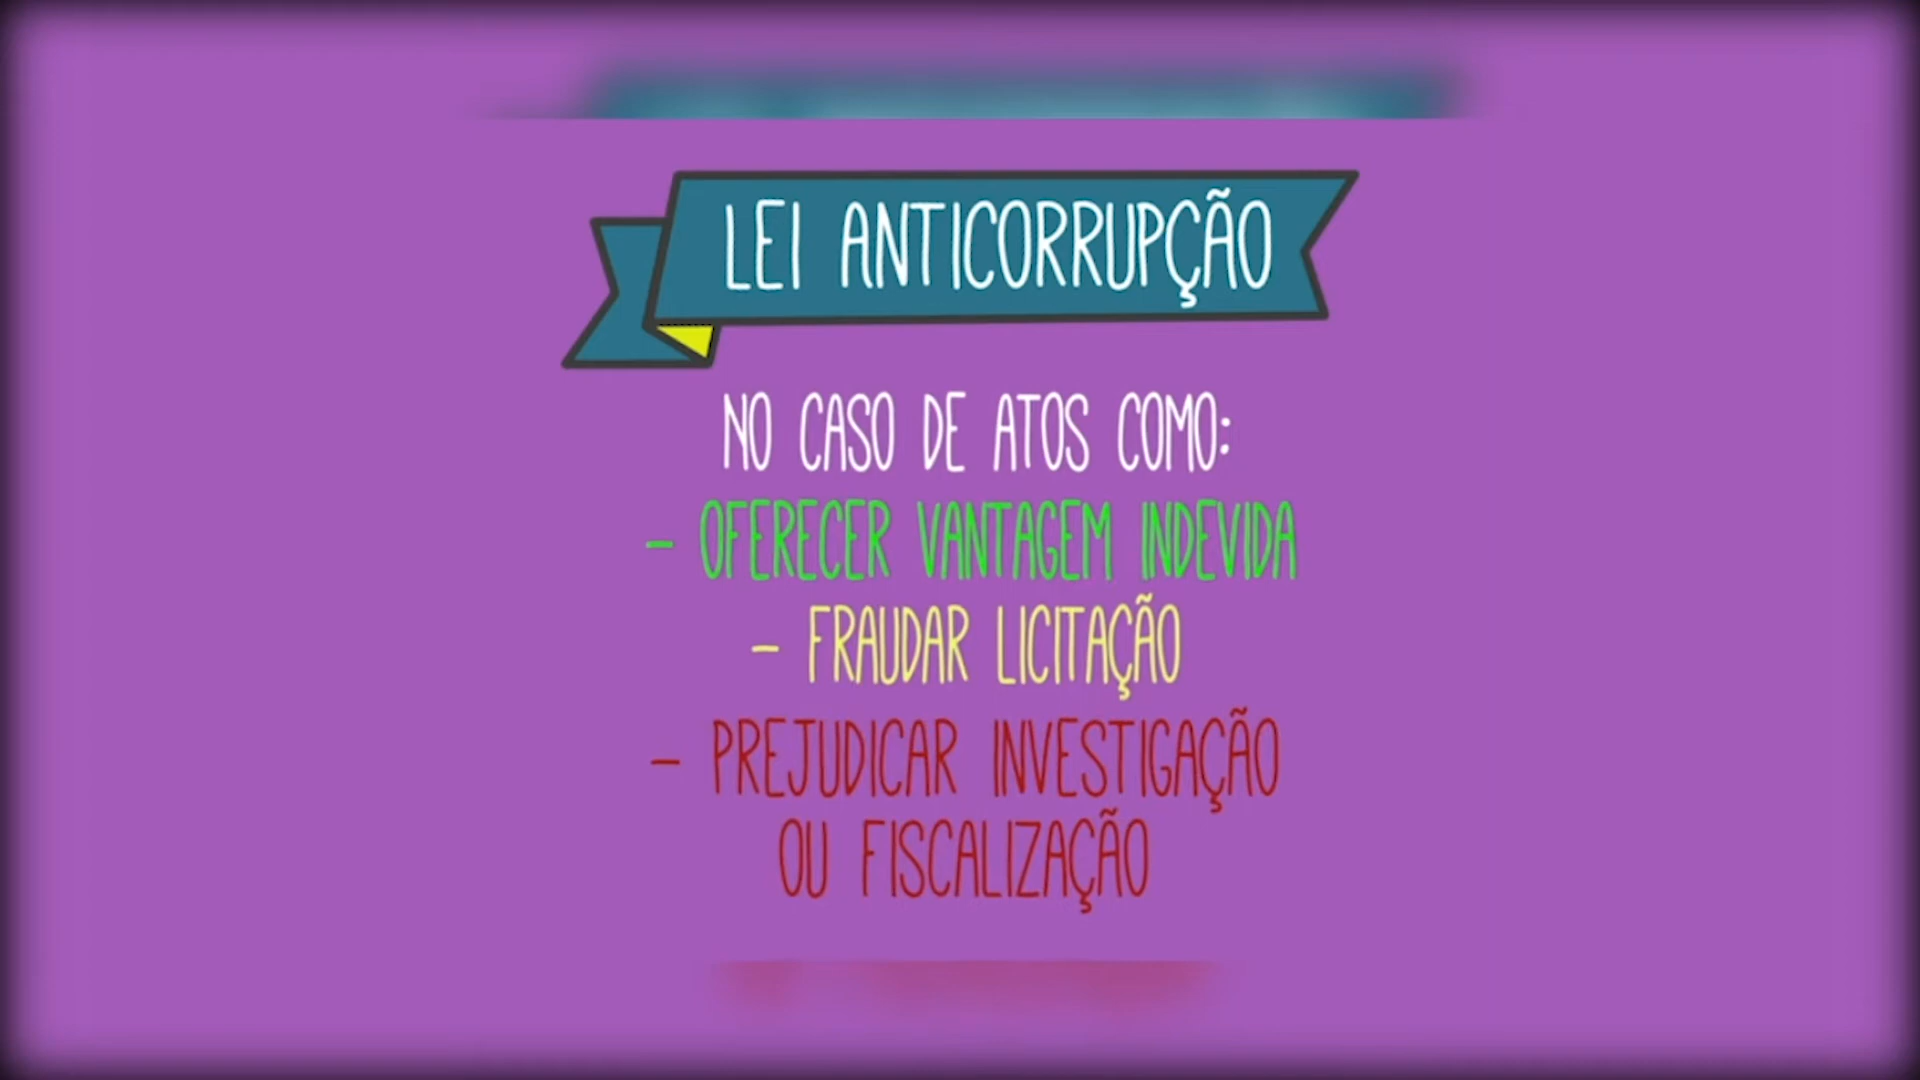 LEI ANTICORRUPÇÃO
NO CASO DE ATOS COMO:
- OFERECER VANTAGEM INDEVIDA
- FRAUDAR LICITAÇÃO
- PREJUDICAR INVESTIGAÇÃO
OU FISCALIZAÇÃO